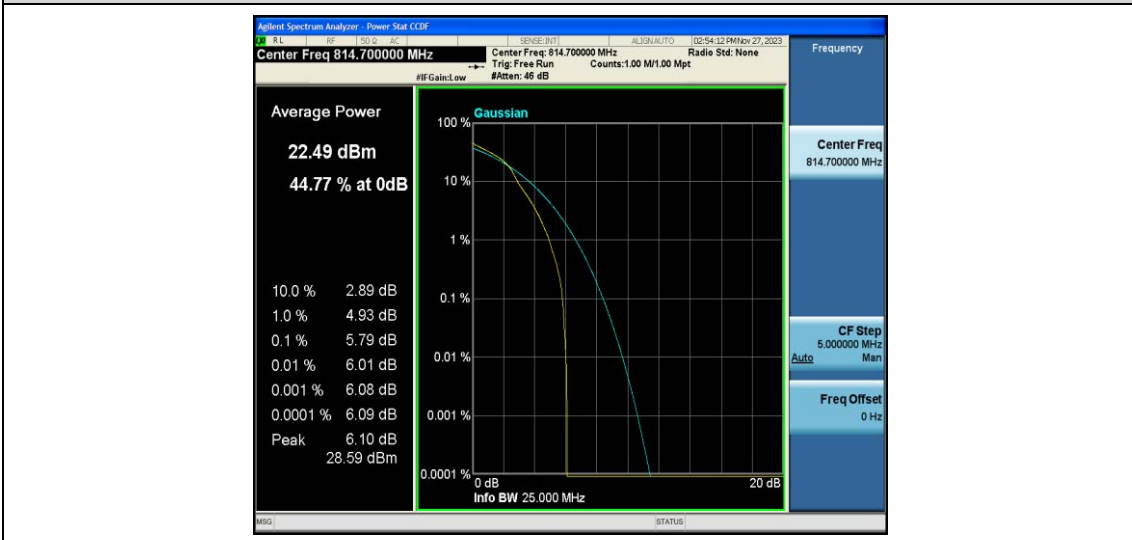 Agilent Spectrum Analyzer - Power Stat CCDF
RL RF 50 Ω AC SENSE:INT ALIGNAUTO 02:54:12 PM Nov 27, 2023
Center Freq 814.700000 MHz
Center Freq: 814.700000 MHz Radio Std: None
Trig: Free Run Counts:1.00 M/1.00 Mpt
#IFGain:Low #Atten: 46 dB
Frequency
Average Power
22.49 dBm
44.77 % at 0dB
10.0 % 2.89 dB
1.0 % 4.93 dB
0.1 % 5.79 dB
0.01 % 6.01 dB
0.001 % 6.08 dB
0.0001 % 6.09 dB
Peak 6.10 dB
28.59 dBm
Gaussian
100 %
10 %
1 %
0.1 %
0.01 %
0.001 %
0.0001 %
0 dB 20 dB
Info BW 25.000 MHz
Center Freq
814.700000 MHz
CF Step
5.000000 MHz
Auto Man
Freq Offset
0 Hz
MSG STATUS